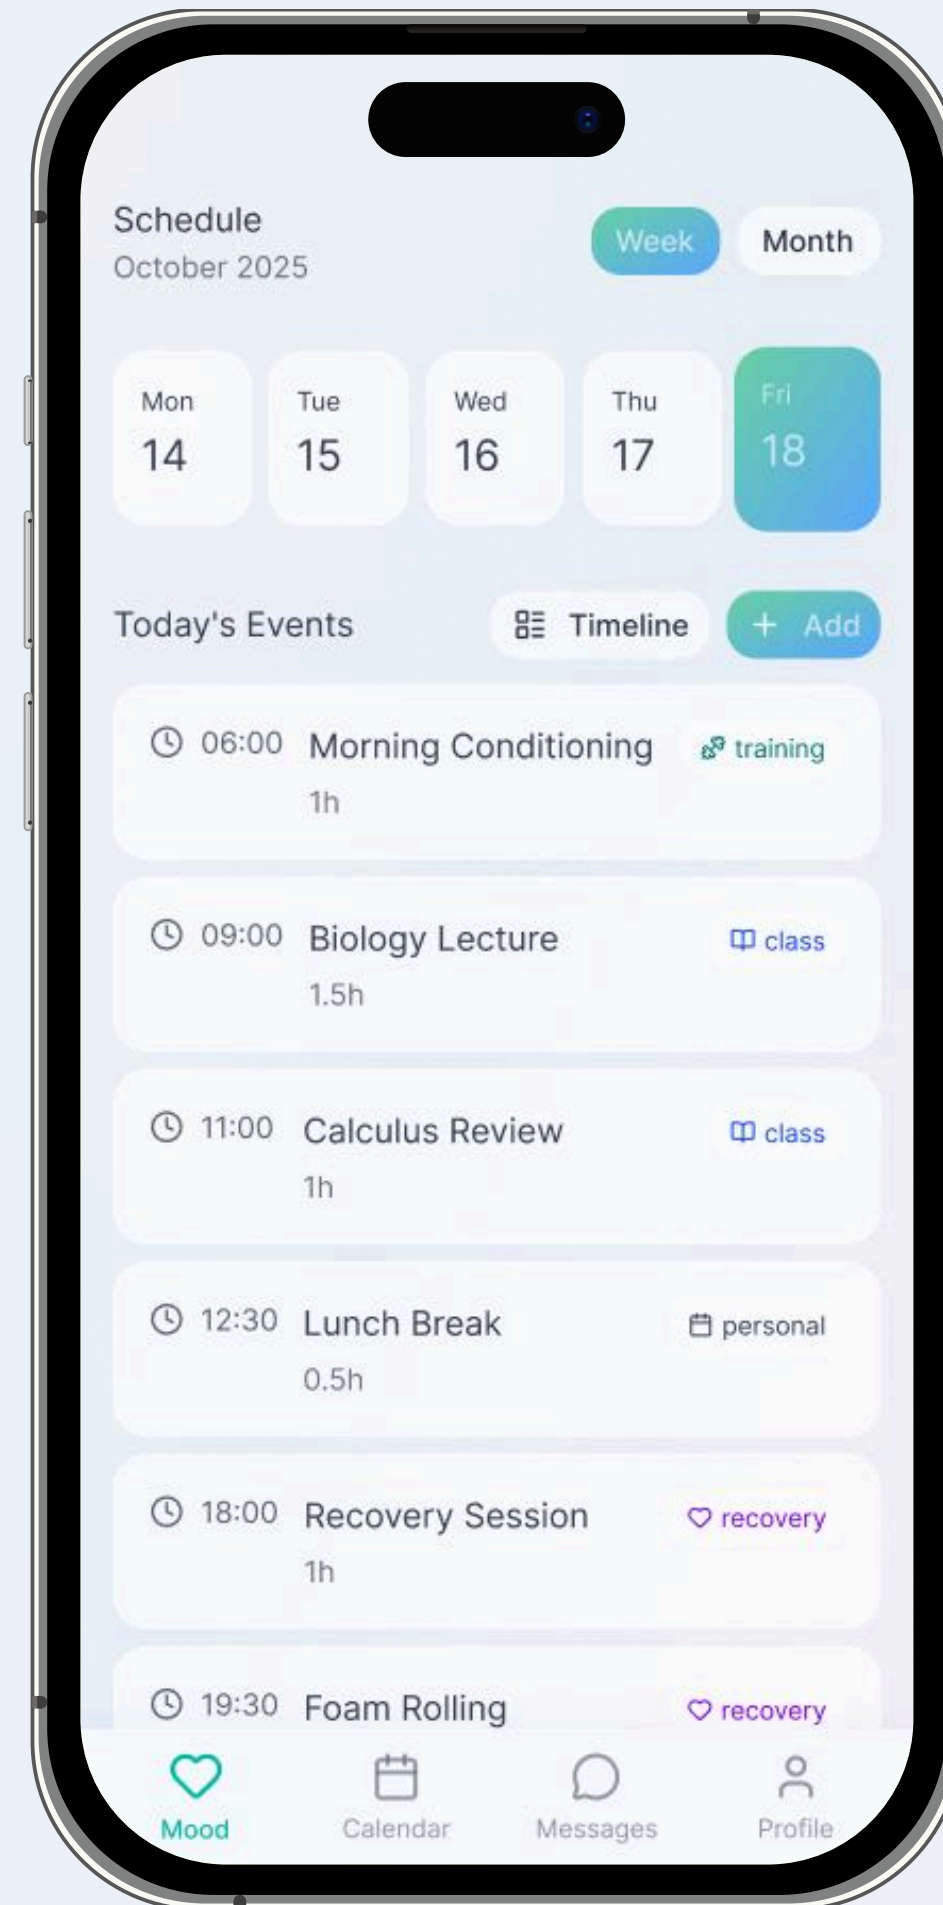 Schedule
October 2025
Week
Month
Mon
14
Tue
15
Wed
16
Thu
17
Fri
18
Today's Events
Timeline
+ Add
06:00 Morning Conditioning training
1h
09:00 Biology Lecture class
1.5h
11:00 Calculus Review class
1h
12:30 Lunch Break personal
0.5h
18:00 Recovery Session recovery
1h
19:30 Foam Rolling recovery
Mood
Calendar
Messages
Profile